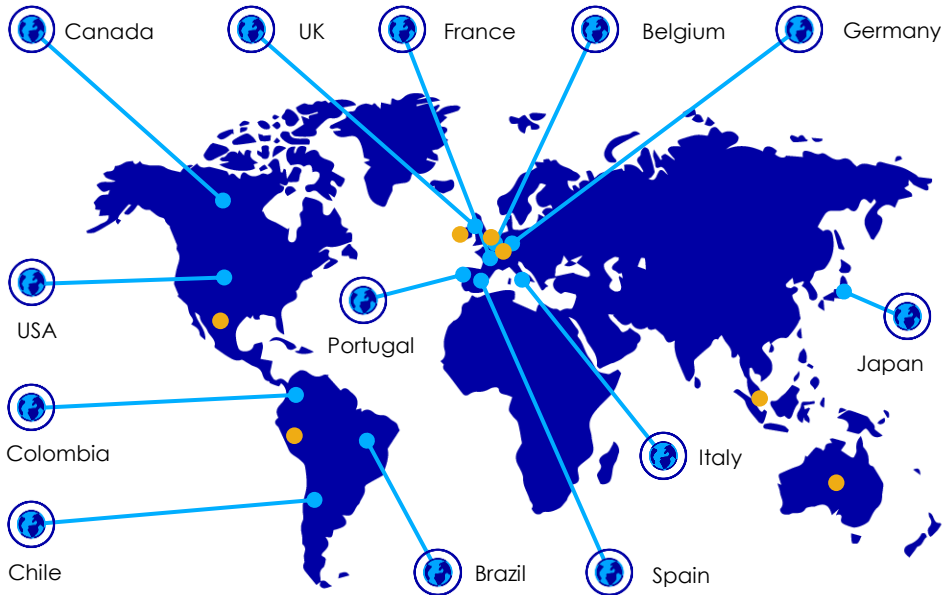 Canada
UK
France
Belgium
Germany
USA
Portugal
Japan
Colombia
Italy
Chile
Brazil
Spain